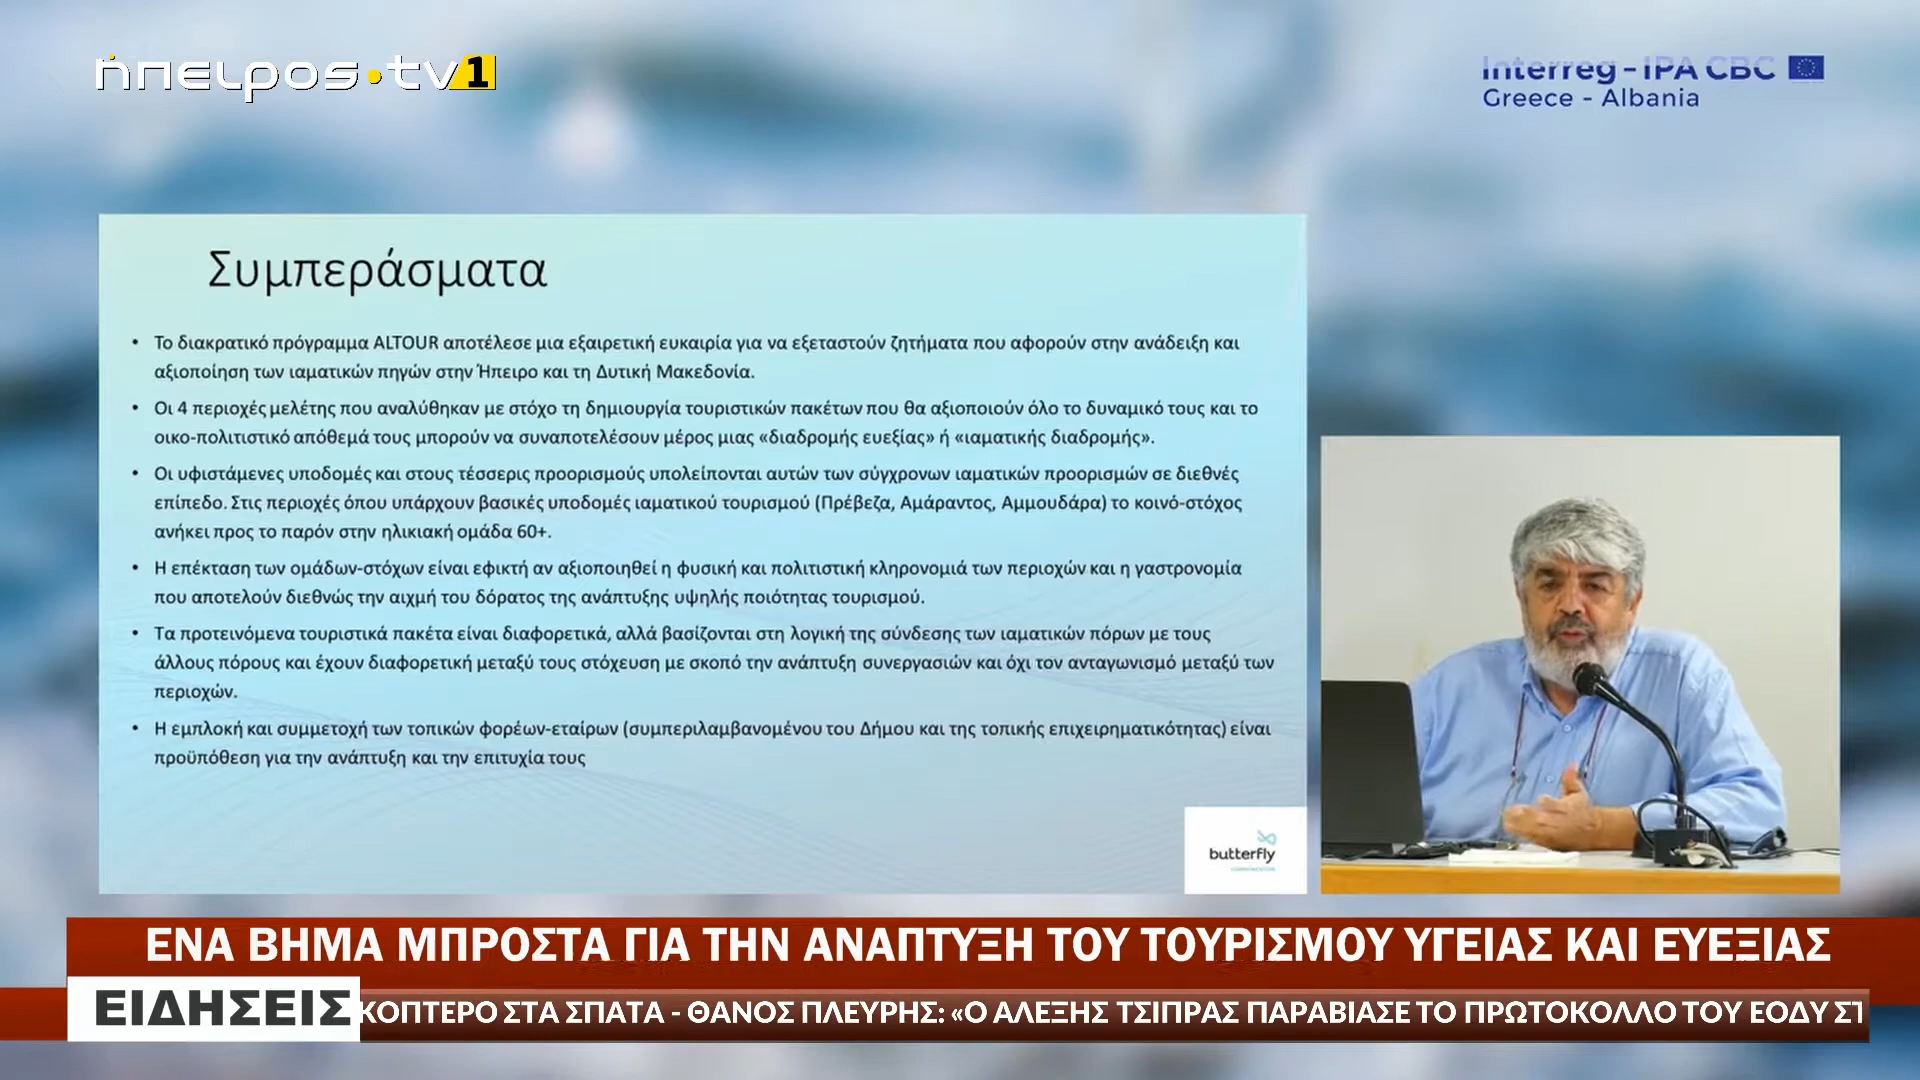 ήπειρος•tv1
Interreg - IPA CBC
Greece - Albania
Συμπεράσματα
• Το διακρατικό πρόγραμμα ALTOUR αποτέλεσε μια εξαιρετική ευκαιρία για να εξεταστούν ζητήματα που αφορούν στην ανάδειξη και
αξιοποίηση των ιαματικών πηγών στην Ήπειρο και τη Δυτική Μακεδονία.
• Οι 4 περιοχές μελέτης που αναλύθηκαν με στόχο τη δημιουργία τουριστικών πακέτων που θα αξιοποιούν όλο το δυναμικό τους και το
οικο-πολιτιστικό απόθεμά τους μπορούν να συναποτελέσουν μέρος μιας «διαδρομής ευεξίας» ή «ιαματικής διαδρομής».
• Οι υφιστάμενες υποδομές και στους τέσσερις προορισμούς υπολείπονται αυτών των σύγχρονων ιαματικών προορισμών σε διεθνές
επίπεδο. Στις περιοχές όπου υπάρχουν βασικές υποδομές ιαματικού τουρισμού (Πρέβεζα, Αμάραντος, Αμμουδάρα) το κοινό-στόχος
ανήκει προς το παρόν στην ηλικιακή ομάδα 60+.
• Η επέκταση των ομάδων-στόχων είναι εφικτή αν αξιοποιηθεί η φυσική και πολιτιστική κληρονομιά των περιοχών και η γαστρονομία
που αποτελούν διεθνώς την αιχμή του δόρατος της ανάπτυξης υψηλής ποιότητας τουρισμού.
• Τα προτεινόμενα τουριστικά πακέτα είναι διαφορετικά, αλλά βασίζονται στη λογική της σύνδεσης των ιαματικών πόρων με τους
άλλους πόρους και έχουν διαφορετική μεταξύ τους στόχευση με σκοπό την ανάπτυξη συνεργασιών και όχι τον ανταγωνισμό μεταξύ των
περιοχών.
• Η εμπλοκή και συμμετοχή των τοπικών φορέων-εταίρων (συμπεριλαμβανομένου του Δήμου και της τοπικής επιχειρηματικότητας) είναι
προϋπόθεση για την ανάπτυξη και την επιτυχία τους
butterfly
ΕΝΑ ΒΗΜΑ ΜΠΡΟΣΤΑ ΓΙΑ ΤΗΝ ΑΝΑΠΤΥΞΗ ΤΟΥ ΤΟΥΡΙΣΜΟΥ ΥΓΕΙΑΣ ΚΑΙ ΕΥΕΞΙΑΣ
ΕΙΔΗΣΕΙΣ
ΚΟΠΤΕΡΟ ΣΤΑ ΣΠΑΤΑ - ΘΑΝΟΣ ΠΛΕΥΡΗΣ: «Ο ΑΛΕΞΗΣ ΤΣΙΠΡΑΣ ΠΑΡΑΒΙΑΣΕ ΤΟ ΠΡΩΤΟΚΟΛΛΟ ΤΟΥ ΕΟΔΥ ΣΤ